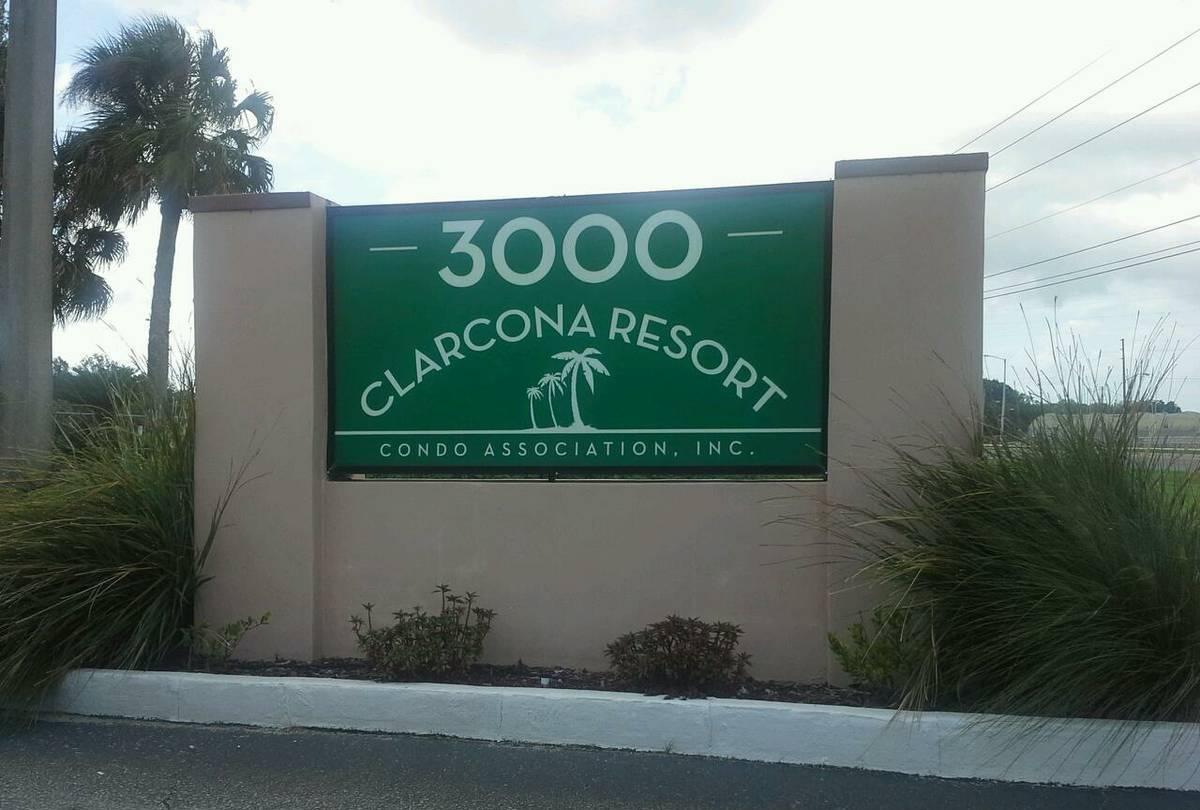 3000
CLARCONA RESORT
CONDO ASSOCIATION, INC.